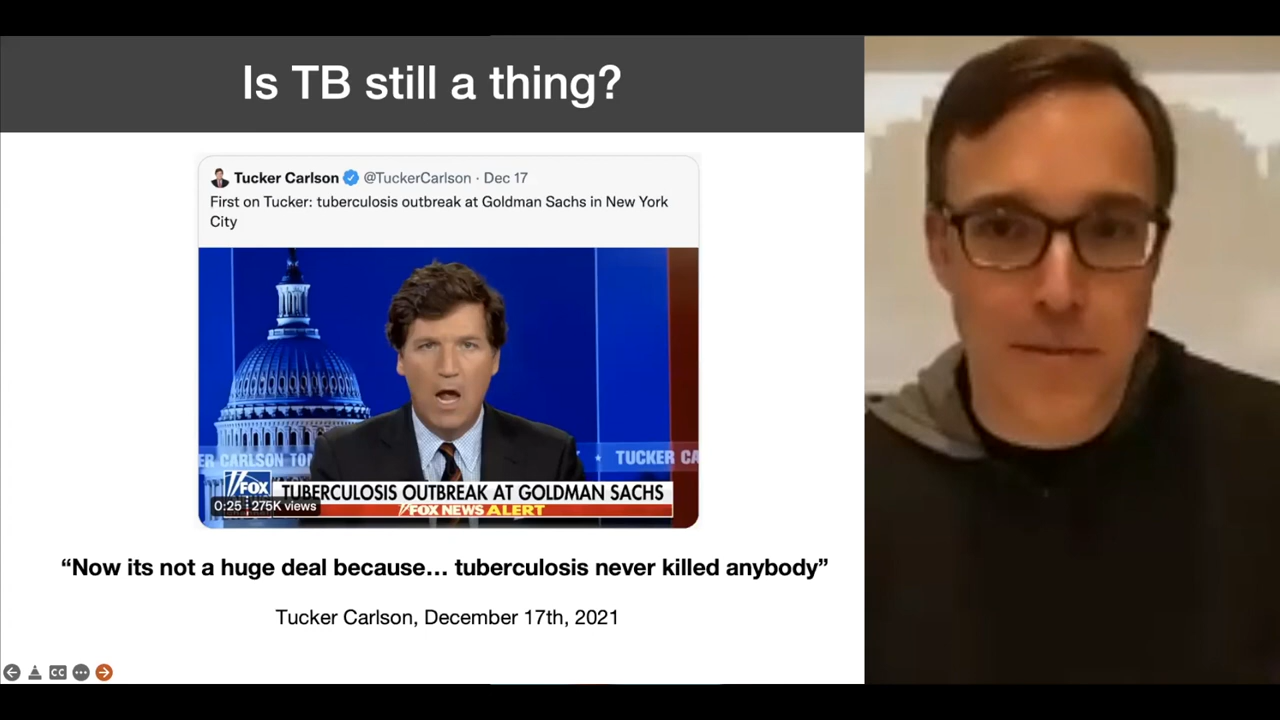 Is TB still a thing?
Tucker Carlson @TuckerCarlson · Dec 17
First on Tucker: tuberculosis outbreak at Goldman Sachs in New York
City
ER CARLSON TON
TUCKER CA
FOX
TUBERCULOSIS OUTBREAK AT GOLDMAN SACHS
0:25 275K views
FOX NEWS ALERT
“Now its not a huge deal because… tuberculosis never killed anybody”
Tucker Carlson, December 17th, 2021
CC